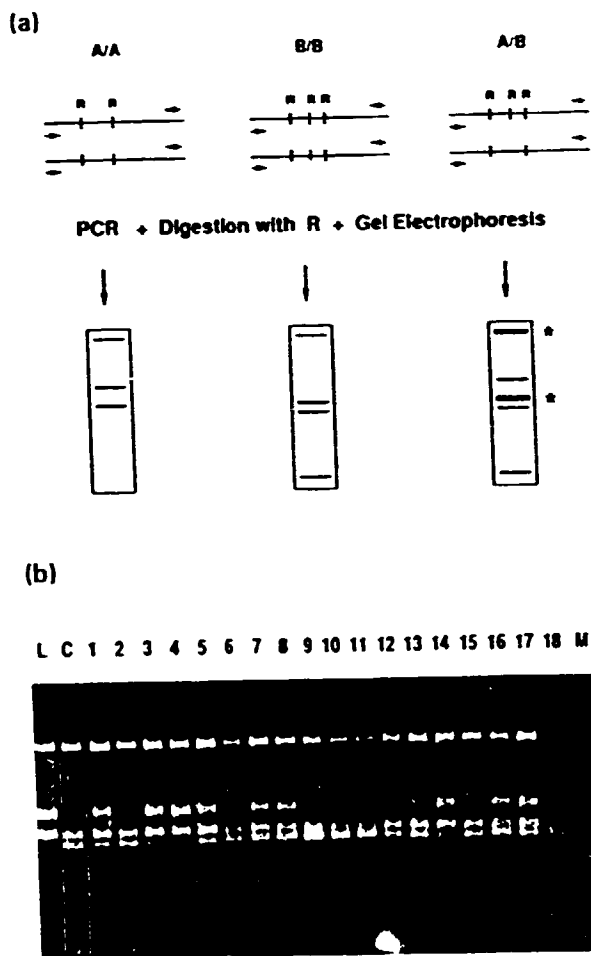 (a)
A/A B/B A/B
R R R R R R R R
PCR + Digestion with R + Gel Electrophoresis
*
*
(b)
L C 1 2 3 4 5 6 7 8 9 10 11 12 13 14 15 16 17 18 M